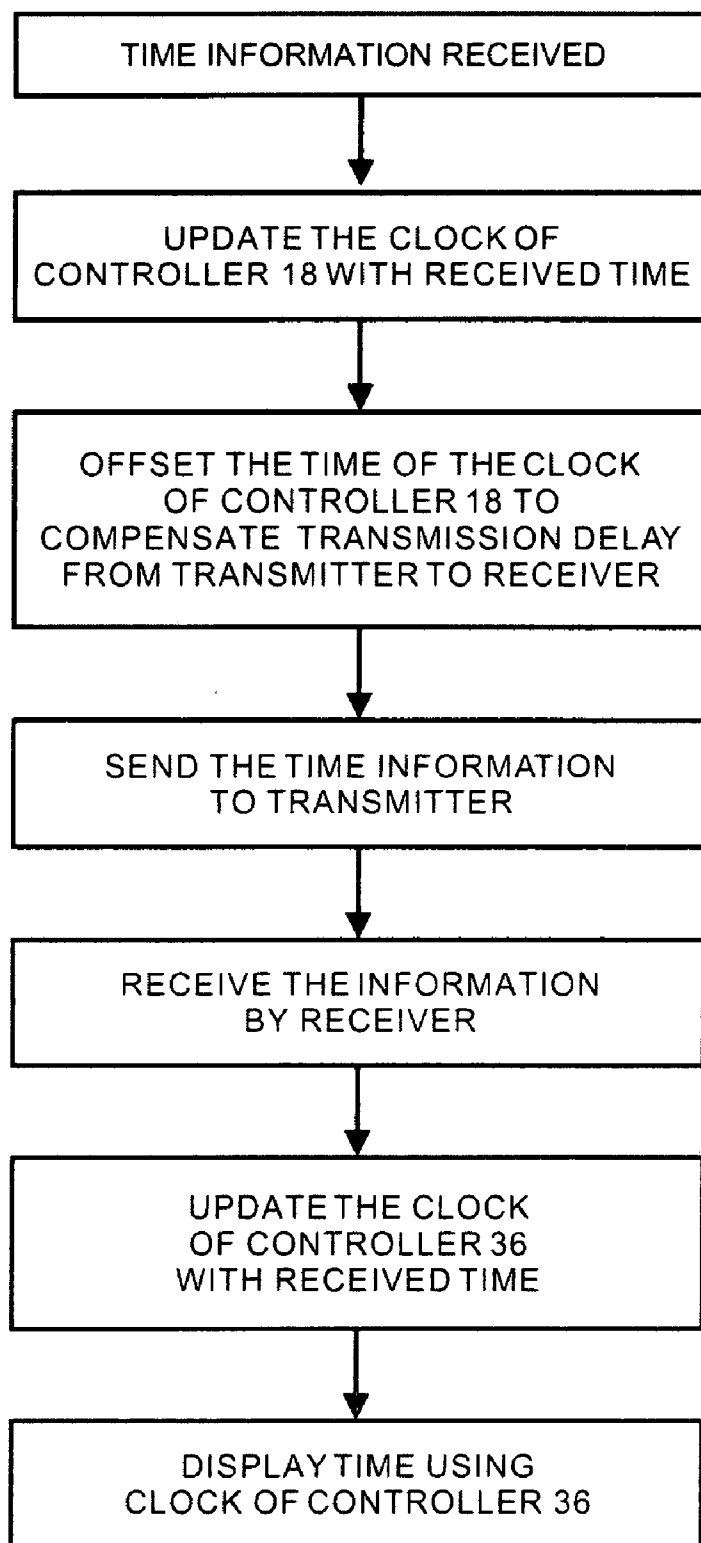 TIME INFORMATION RECEIVED
UPDATE THE CLOCK OF
CONTROLLER 18 WITH RECEIVED TIME
OFFSET THE TIME OF THE CLOCK
OF CONTROLLER 18 TO
COMPENSATE TRANSMISSION DELAY
FROM TRANSMITTER TO RECEIVER
SEND THE TIME INFORMATION
TO TRANSMITTER
RECEIVE THE INFORMATION
BY RECEIVER
UPDATE THE CLOCK
OF CONTROLLER 36
WITH RECEIVED TIME
DISPLAY TIME USING
CLOCK OF CONTROLLER 36